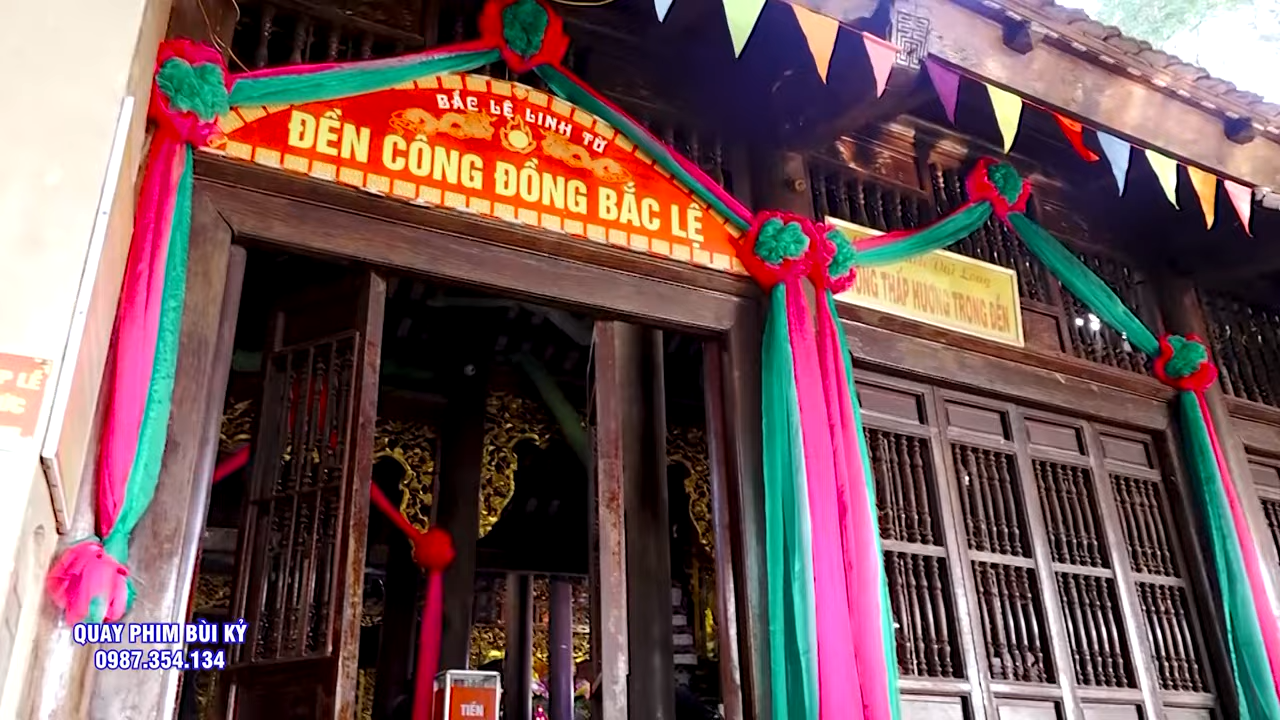 BẮC LỆ LINH TỪ
ĐỀN CÔNG ĐỒNG BẮC LỆ
THẮP HƯƠNG TRONG ĐỀN
P LỄ
TIỀN
QUAY PHIM BÙI KỶ
0987.354.134